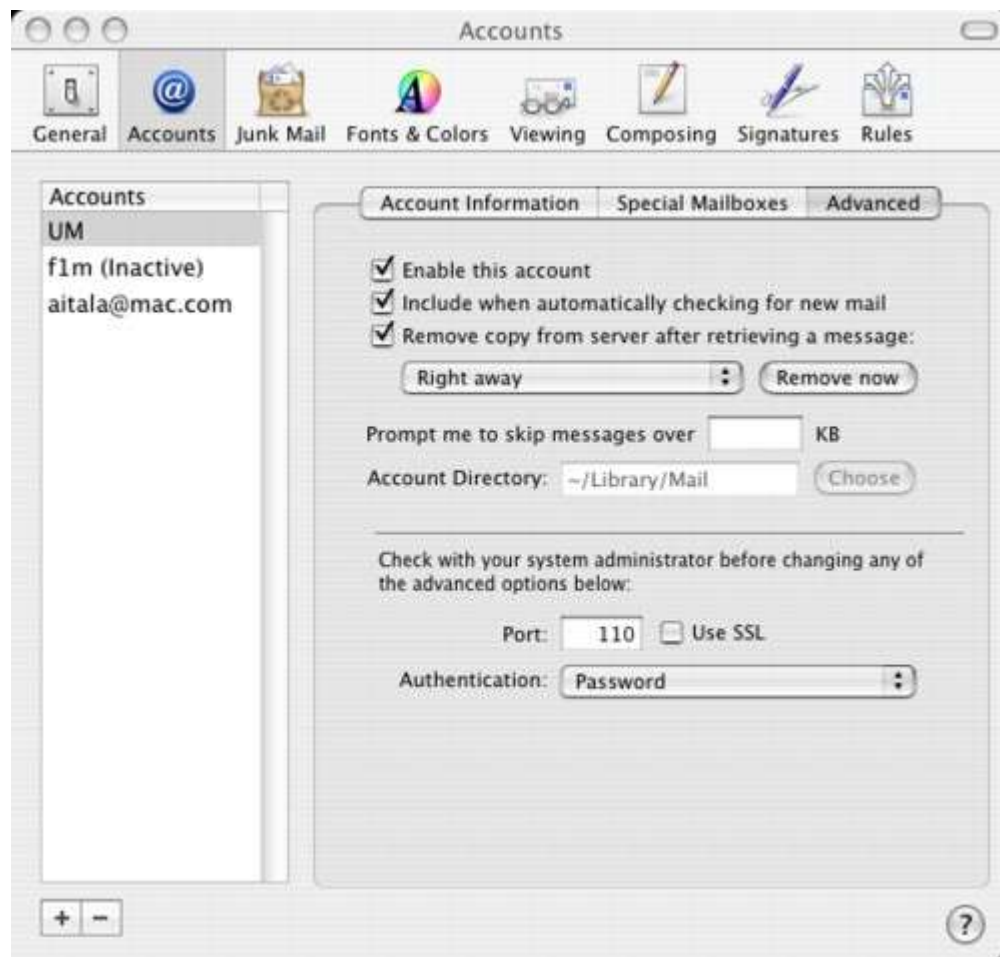 Accounts
General Accounts Junk Mail Fonts & Colors Viewing Composing Signatures Rules
Accounts
UM
f1m (Inactive)
aitala@mac.com
Account Information Special Mailboxes Advanced
Enable this account
Include when automatically checking for new mail
Remove copy from server after retrieving a message:
Right away Remove now
Prompt me to skip messages over KB
Account Directory: ~/Library/Mail Choose
Check with your system administrator before changing any of
the advanced options below:
Port: 110 Use SSL
Authentication: Password
+ − ?